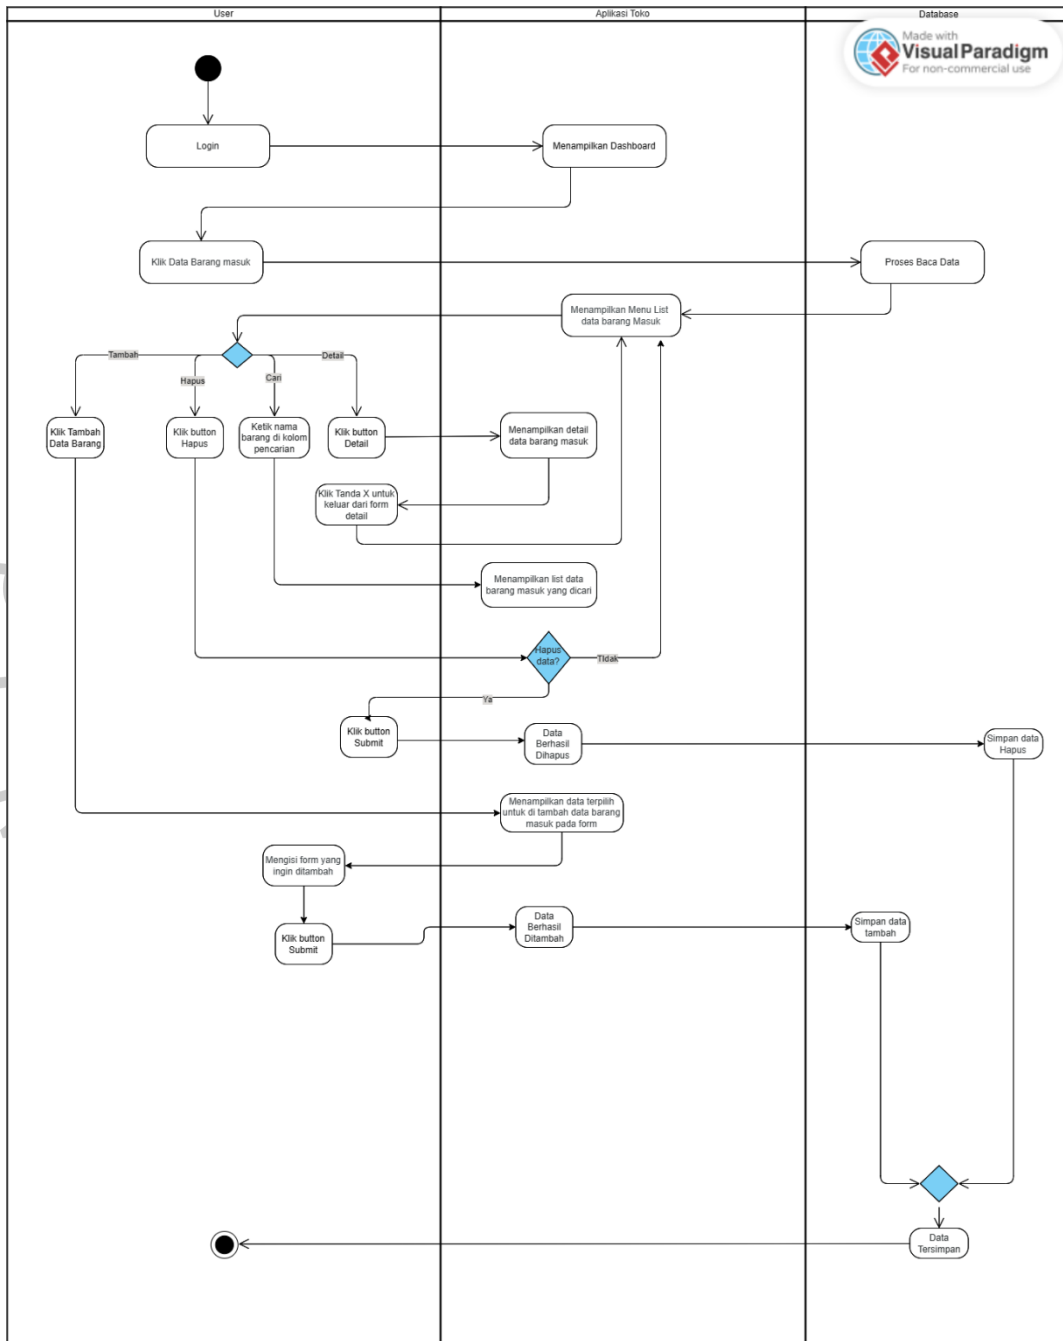 User
Aplikasi Toko
Database
Made with
Visual Paradigm
For non-commercial use
Login
Menampilkan Dashboard
Klik Data Barang masuk
Proses Baca Data
Menampilkan Menu List
data barang Masuk
Tambah
Hapus
Cari
Detail
Klik Tambah
Data Barang
Klik button
Hapus
Ketik nama
barang di kolom
pencarian
Klik button
Detail
Menampilkan detail
data barang masuk
Klik Tanda X untuk
keluar dari form
detail
Menampilkan list data
barang masuk yang dicari
Hapus
data?
Tidak
Ya
Klik button
Submit
Data
Berhasil
Dihapus
Simpan data
Hapus
Menampilkan data terpilih
untuk di tambah data barang
masuk pada form
Mengisi form yang
ingin ditambah
Klik button
Submit
Data
Berhasil
Ditambah
Simpan data
tambah
Data
Tersimpan